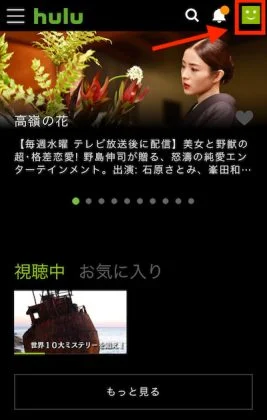 hulu
高嶺の花
【毎週水曜 テレビ放送後に配信】美女と野獣の
超・格差恋愛! 野島伸司が贈る、怒濤の純愛エン
ターテインメント。出演: 石原さとみ、峯田和…
視聴中 お気に入り
世界10大ミステリーを追え!
もっと見る